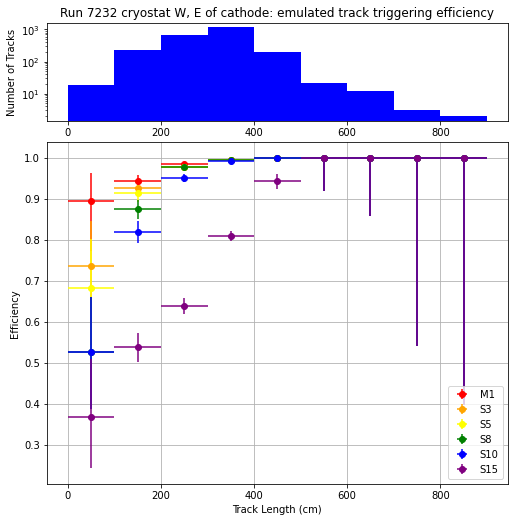 Run 7232 cryostat W, E of cathode: emulated track triggering efficiency
Number of Tracks
10³
10²
10¹
0 200 400 600 800
Efficiency
1.0
0.9
0.8
0.7
0.6
0.5
0.4
0.3
M1
S3
S5
S8
S10
S15
0 200 400 600 800
Track Length (cm)